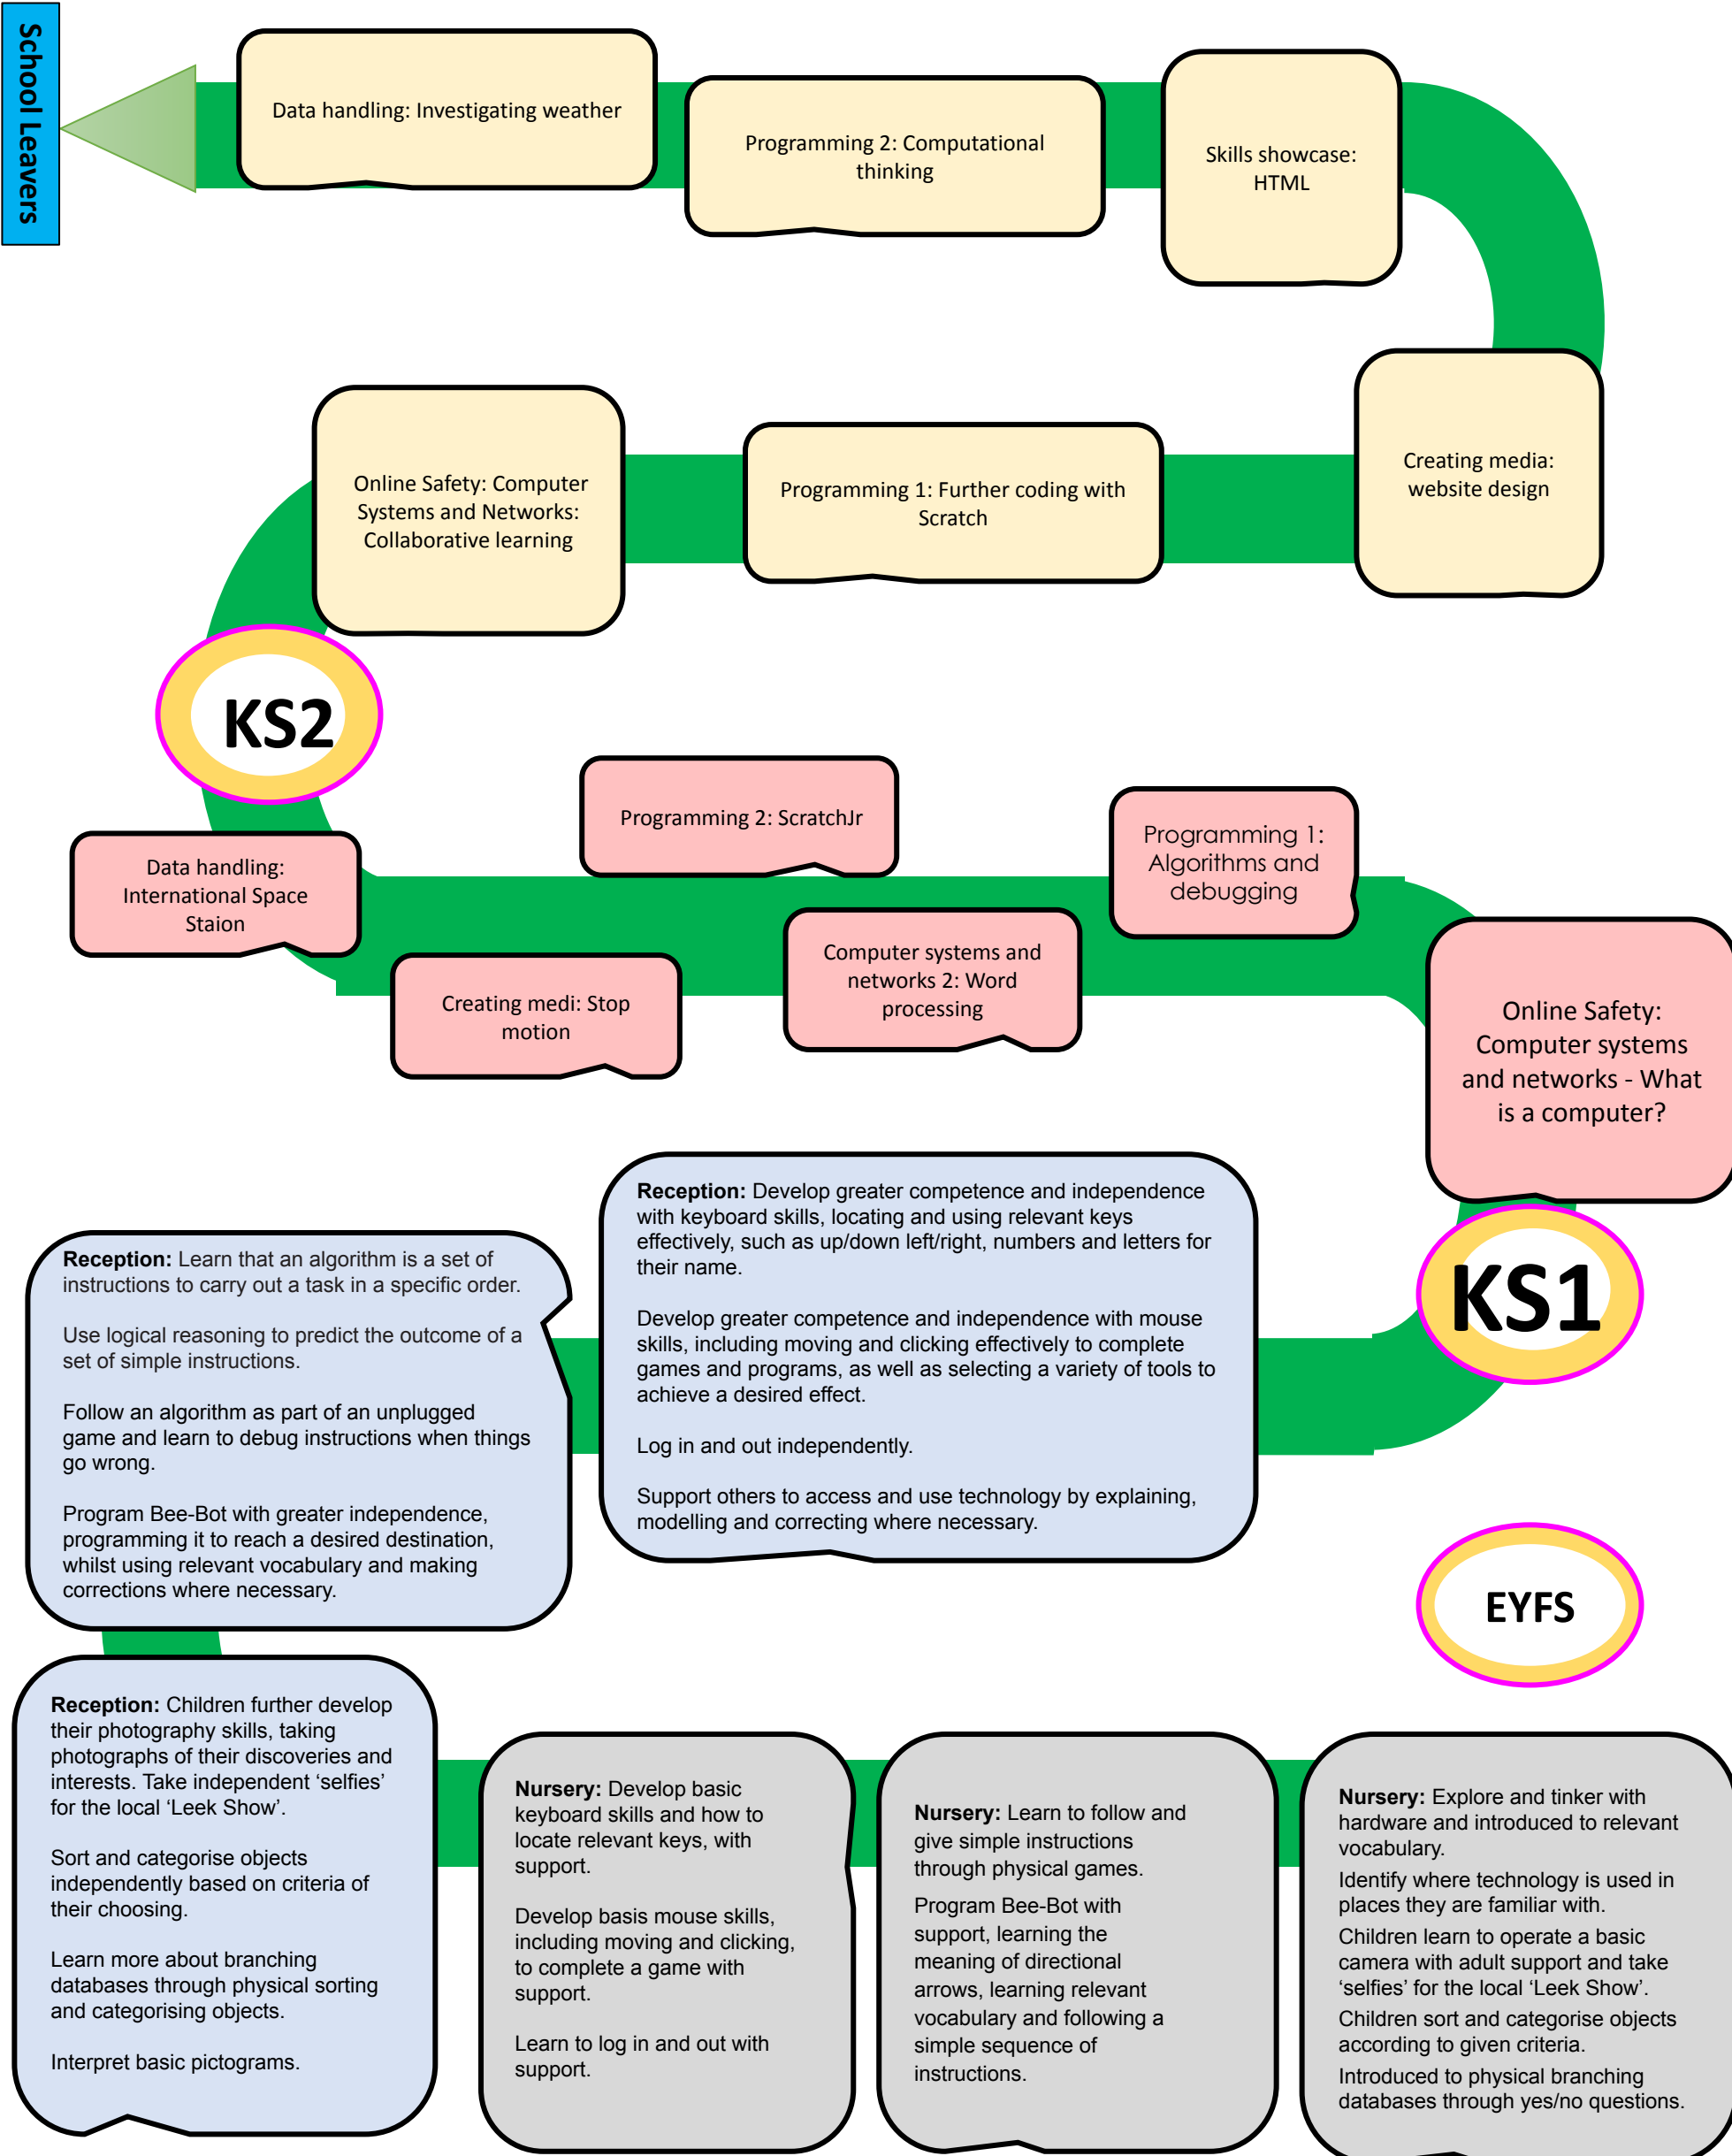 School Leavers
Data handling: Investigating weather
Programming 2: Computational
thinking
Skills showcase:
HTML
Online Safety: Computer
Systems and Networks:
Collaborative learning
Programming 1: Further coding with
Scratch
Creating media:
website design
KS2
Data handling:
International Space
Staion
Programming 2: ScratchJr
Creating medi: Stop
motion
Computer systems and
networks 2: Word
processing
Programming 1:
Algorithms and
debugging
Online Safety:
Computer systems
and networks - What
is a computer?
KS1
Reception: Learn that an algorithm is a set of
instructions to carry out a task in a specific order.
Use logical reasoning to predict the outcome of a
set of simple instructions.
Follow an algorithm as part of an unplugged
game and learn to debug instructions when things
go wrong.
Program Bee-Bot with greater independence,
programming it to reach a desired destination,
whilst using relevant vocabulary and making
corrections where necessary.
Reception: Develop greater competence and independence
with keyboard skills, locating and using relevant keys
effectively, such as up/down left/right, numbers and letters for
their name.
Develop greater competence and independence with mouse
skills, including moving and clicking effectively to complete
games and programs, as well as selecting a variety of tools to
achieve a desired effect.
Log in and out independently.
Support others to access and use technology by explaining,
modelling and correcting where necessary.
EYFS
Reception: Children further develop
their photography skills, taking
photographs of their discoveries and
interests. Take independent ‘selfies’
for the local ‘Leek Show’.
Sort and categorise objects
independently based on criteria of
their choosing.
Learn more about branching
databases through physical sorting
and categorising objects.
Interpret basic pictograms.
Nursery: Develop basic
keyboard skills and how to
locate relevant keys, with
support.
Develop basis mouse skills,
including moving and clicking,
to complete a game with
support.
Learn to log in and out with
support.
Nursery: Learn to follow and
give simple instructions
through physical games.
Program Bee-Bot with
support, learning the
meaning of directional
arrows, learning relevant
vocabulary and following a
simple sequence of
instructions.
Nursery: Explore and tinker with
hardware and introduced to relevant
vocabulary.
Identify where technology is used in
places they are familiar with.
Children learn to operate a basic
camera with adult support and take
‘selfies’ for the local ‘Leek Show’.
Children sort and categorise objects
according to given criteria.
Introduced to physical branching
databases through yes/no questions.